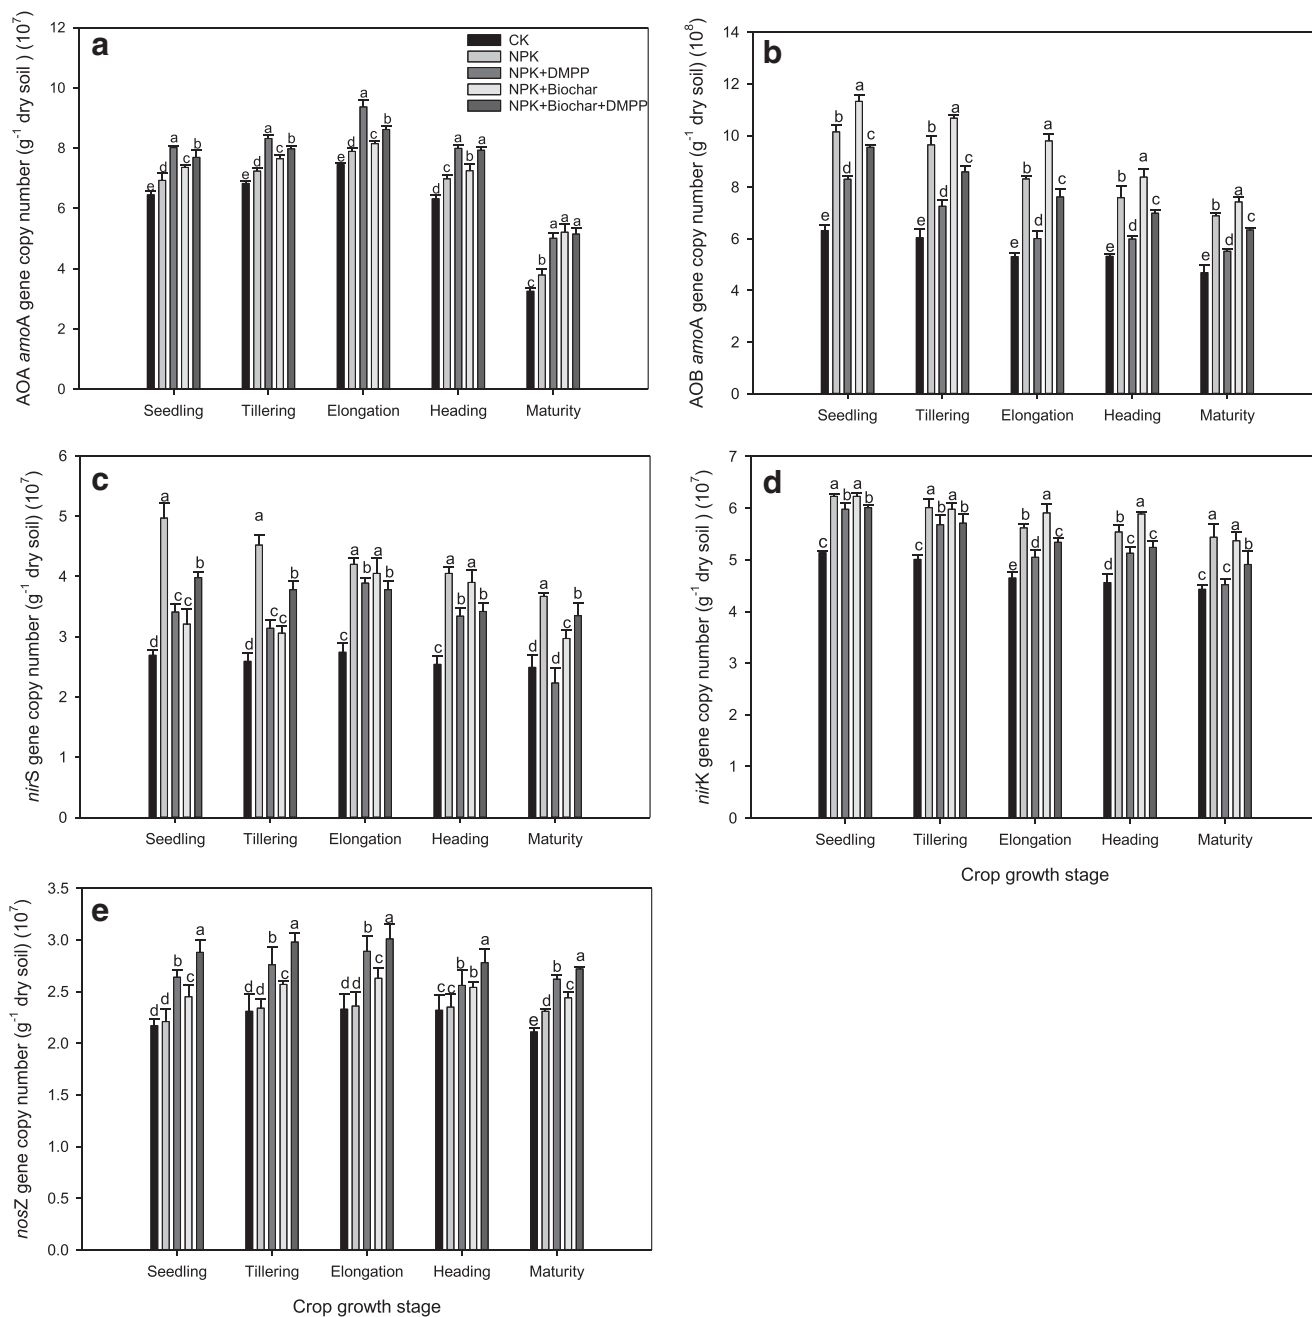 a
CK
NPK
NPK+DMPP
NPK+Biochar
NPK+Biochar+DMPP
AOA amoA gene copy number (g⁻¹ dry soil ) (10⁷)
12
10
8
6
4
2
0
e d a c b
e d a c b
e d a c b
d c a b a
c b a a a
Seedling Tillering Elongation Heading Maturity
b
AOB amoA gene copy number (g⁻¹ dry soil) (10⁸)
14
12
10
8
6
4
2
0
e b d a c
e b d a c
e b d a c
e b d a c
e b d a c
Seedling Tillering Elongation Heading Maturity
c
nirS gene copy number (g⁻¹ dry soil) (10⁷)
6
5
4
3
2
1
0
d a c c b
d a c c b
c a b a b
c a b a b
d a d c b
Seedling Tillering Elongation Heading Maturity
d
nirK gene copy number (g⁻¹ dry soil ) (10⁷)
7
6
5
4
3
2
1
0
c a b a b
c a b a b
e b d a c
d b c a c
c a c a b
Seedling Tillering Elongation Heading Maturity
Crop growth stage
e
nosZ gene copy number (g⁻¹ dry soil) (10⁷)
3.5
3.0
2.5
2.0
1.5
1.0
0.5
0.0
d d b c a
d d b c a
d d b c a
c c b b a
e d b c a
Seedling Tillering Elongation Heading Maturity
Crop growth stage